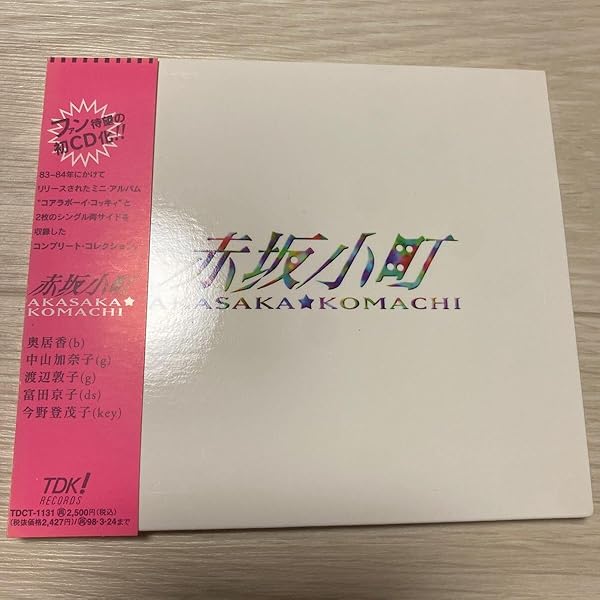 ファン待望の
初CD化!!
83~84年にかけて
リリースされたミニ・アルバム
"コアラボーイ・コッキィ"と
2枚のシングル両サイドを
収録した
コンプリート・コレクション。
赤坂小町
AKASAKA★
KOMACHI
奥居香(b)
中山加奈子(g)
渡辺敦子(g)
富田京子(ds)
今野登茂子(key)
TDK!
RECORDS
TDCT-1131 ㊖2,500円(税込)
(税抜価格2,427円)/㊖98・3・24まで
赤坂小町
AKASAKA★KOMACHI